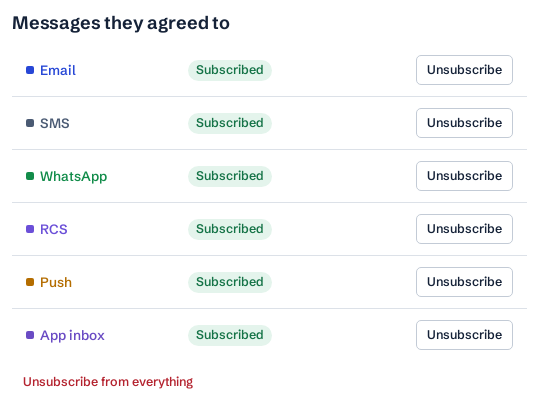 Messages they agreed to
Email Subscribed Unsubscribe
SMS Subscribed Unsubscribe
WhatsApp Subscribed Unsubscribe
RCS Subscribed Unsubscribe
Push Subscribed Unsubscribe
App inbox Subscribed Unsubscribe
Unsubscribe from everything